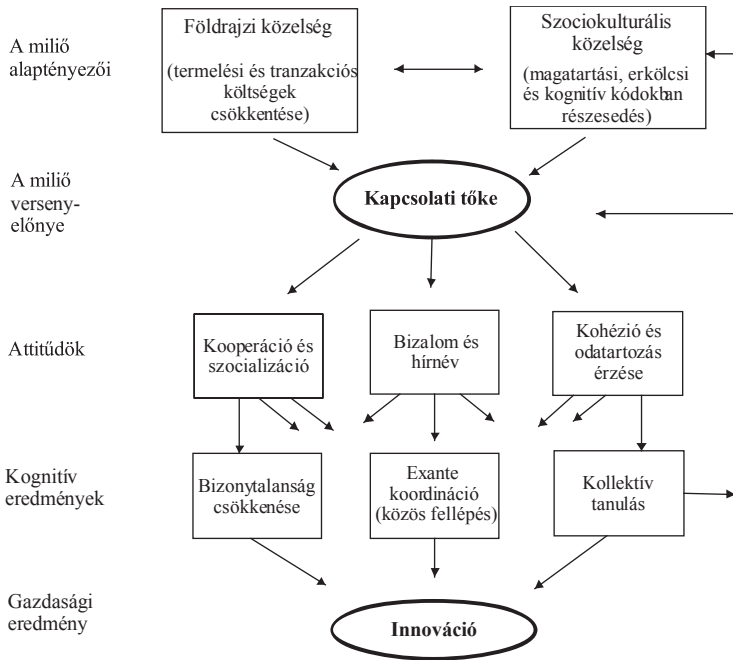 A milió
alaptényezői
Földrajzi közelség
(termelési és tranzakciós
költségek
csökkentése)
Szociokulturális
közelség
(magatartási, erkölcsi
és kognitív kódokban
részesedés)
A milió
verseny-
előnye
Kapcsolati tőke
Attitűdök
Kooperáció és
szocializáció
Bizalom és
hírnév
Kohézió és
odatartozás
érzése
Kognitív
eredmények
Bizonytalanság
csökkenése
Exante
koordináció
(közös fellépés)
Kollektív
tanulás
Gazdasági
eredmény
Innováció